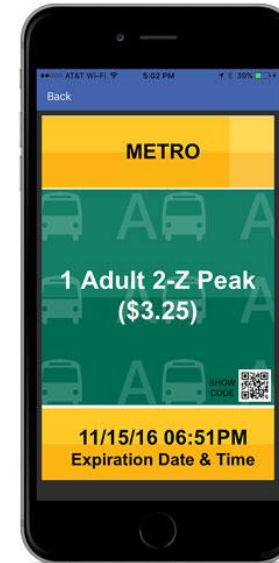 AT&T Wi-Fi 5:02 PM 39%
Back
METRO
A A A
1 Adult 2-Z Peak
($3.25)
A A A
SHOW
CODE
11/15/16 06:51PM
Expiration Date & Time